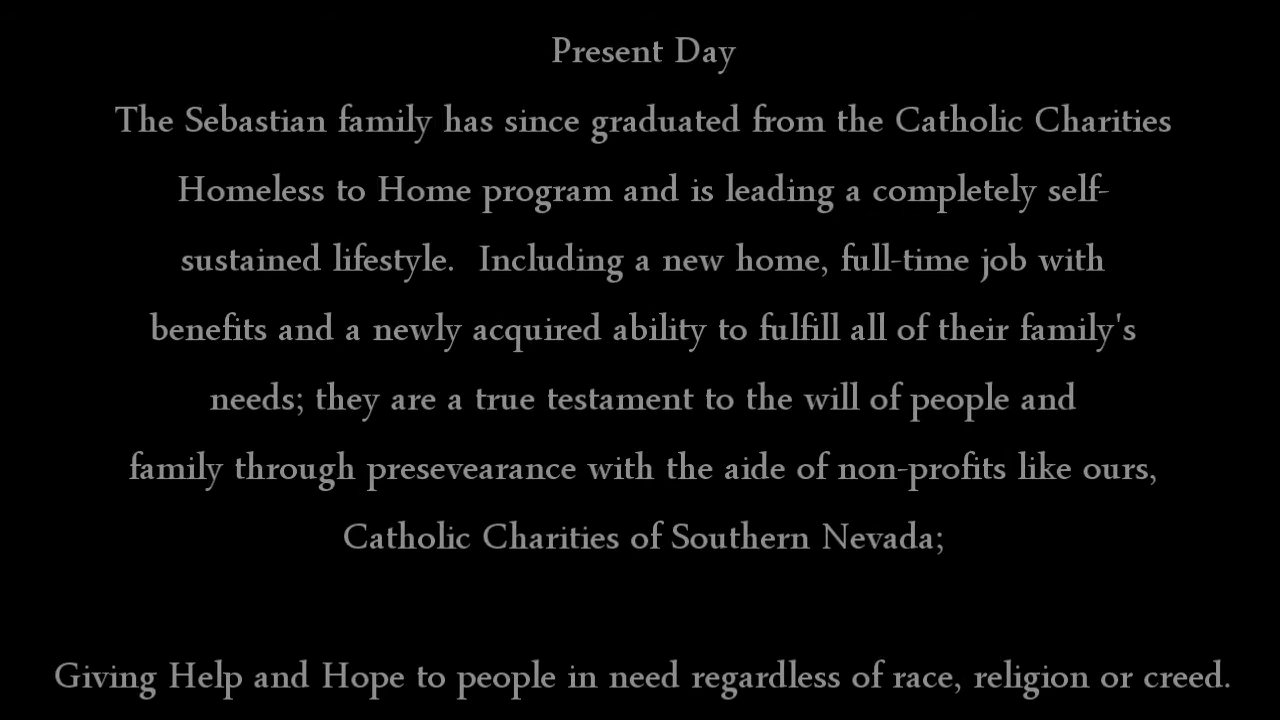 Present Day
The Sebastian family has since graduated from the Catholic Charities
Homeless to Home program and is leading a completely self-
sustained lifestyle.  Including a new home, full-time job with
benefits and a newly acquired ability to fulfill all of their family's
needs; they are a true testament to the will of people and
family through presevearance with the aide of non-profits like ours,
Catholic Charities of Southern Nevada;
Giving Help and Hope to people in need regardless of race, religion or creed.